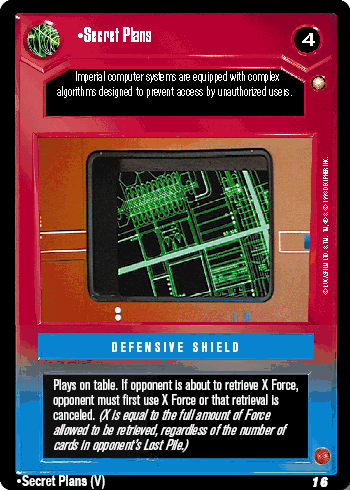 •Secret Plans
4
Imperial computer systems are equipped with complex
algorithms designed to prevent access by unauthorized users.
DEFENSIVE SHIELD
Plays on table. If opponent is about to retrieve X Force,
opponent must first use X Force or that retrieval is
canceled. (X is equal to the full amount of Force
allowed to be retrieved, regardless of the number of
cards in opponent's Lost Pile.)
•Secret Plans (V)
16